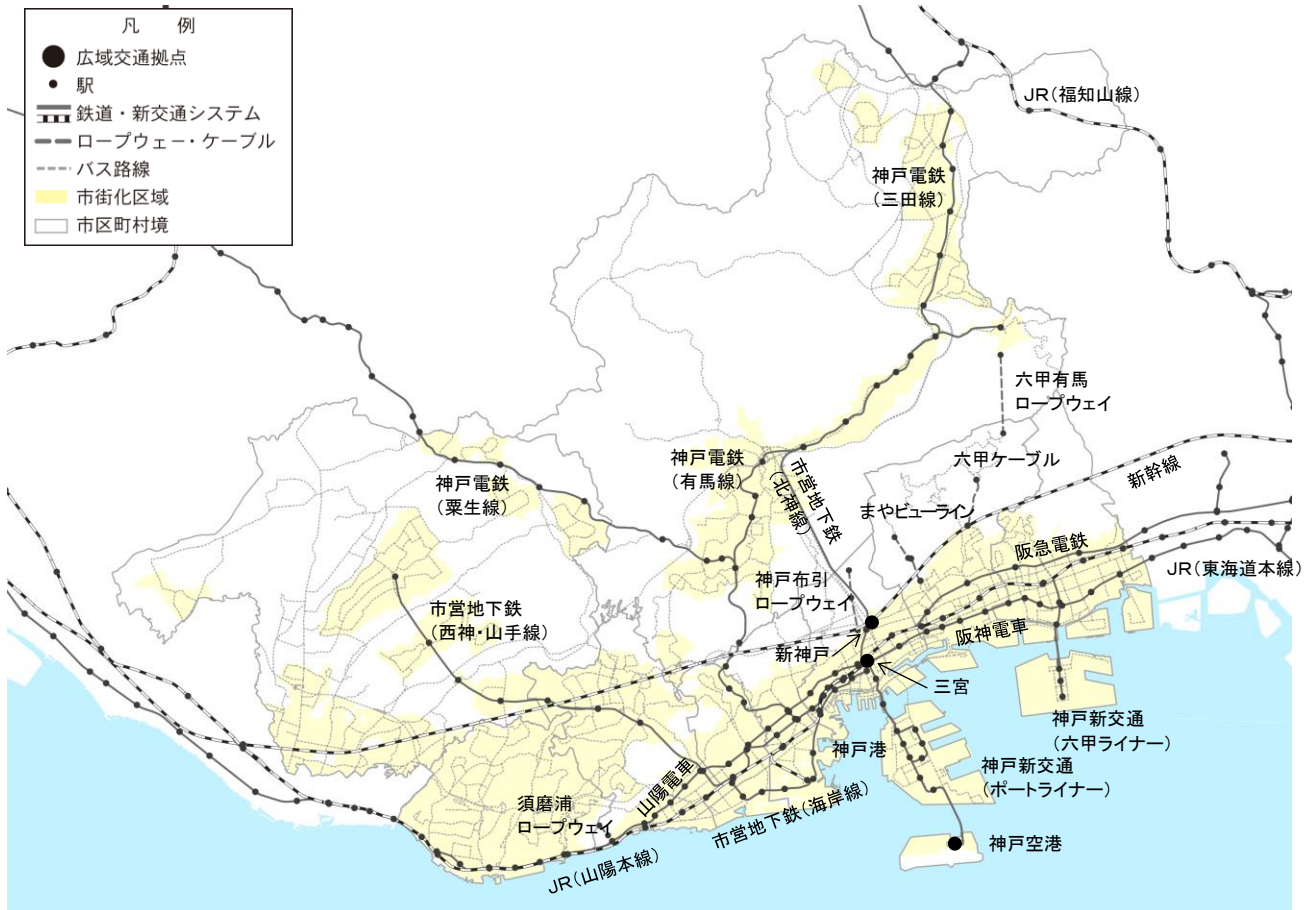 凡 例
広域交通拠点
駅
鉄道・新交通システム
ロープウェー・ケーブル
バス路線
市街化区域
市区町村境
JR(福知山線)
神戸電鉄
(三田線)
六甲有馬
ロープウェイ
神戸電鉄
(有馬線)
市営地下鉄
(北神線)
六甲ケーブル
新幹線
神戸電鉄
(粟生線)
まやビューライン
阪急電鉄
JR(東海道本線)
神戸布引
ロープウェイ
市営地下鉄
(西神・山手線)
阪神電車
新神戸
三宮
神戸新交通
(六甲ライナー)
神戸港
神戸新交通
(ポートライナー)
山陽電車
須磨浦
ロープウェイ
市営地下鉄(海岸線)
神戸空港
JR(山陽本線)